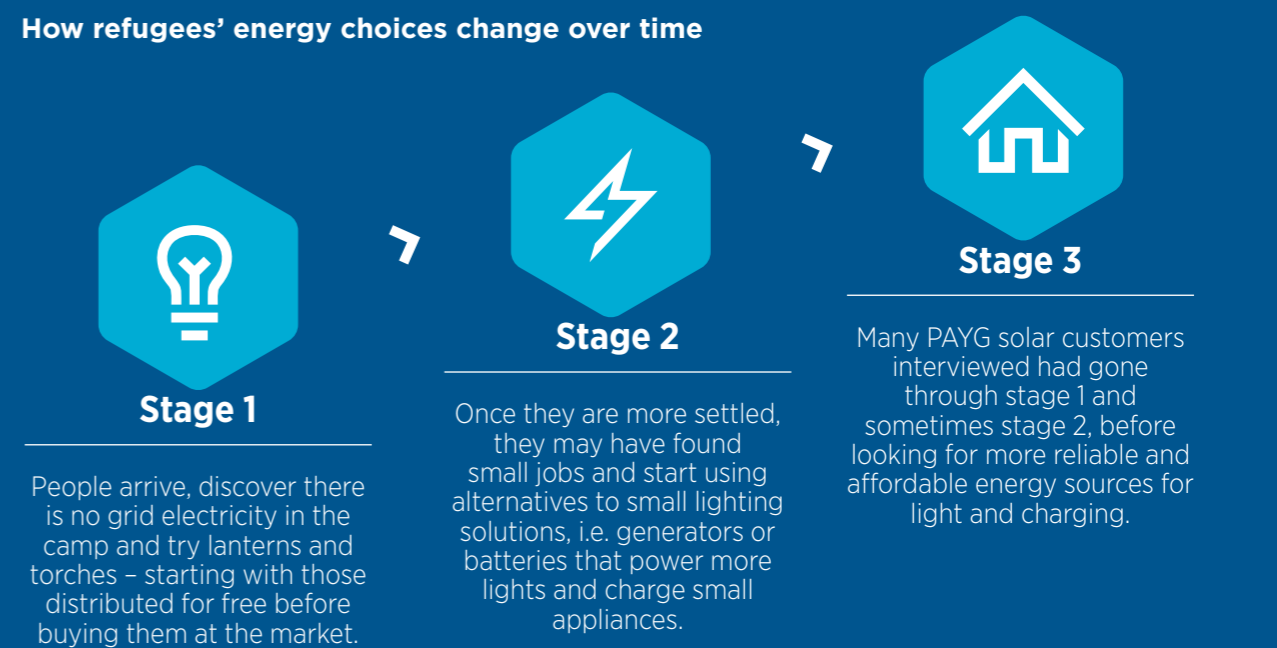 How refugees’ energy choices change over time
Stage 1
People arrive, discover there
is no grid electricity in the
camp and try lanterns and
torches – starting with those
distributed for free before
buying them at the market.
Stage 2
Once they are more settled,
they may have found
small jobs and start using
alternatives to small lighting
solutions, i.e. generators or
batteries that power more
lights and charge small
appliances.
Stage 3
Many PAYG solar customers
interviewed had gone
through stage 1 and
sometimes stage 2, before
looking for more reliable and
affordable energy sources for
light and charging.